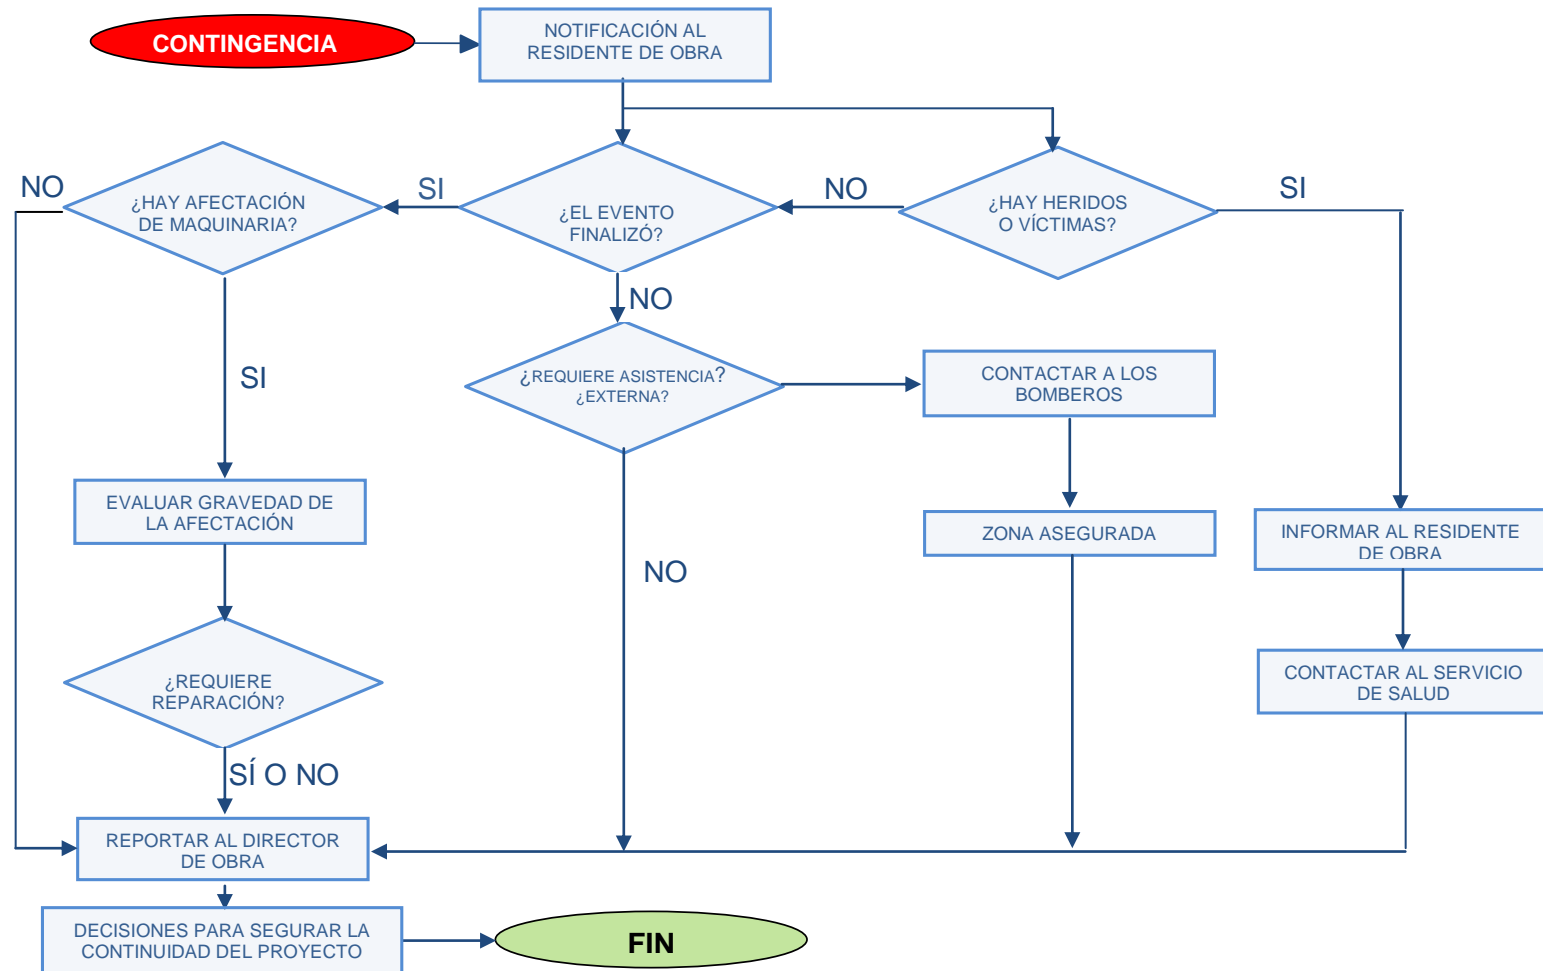 CONTINGENCIA
NOTIFICACIÓN AL
RESIDENTE DE OBRA
NO
¿HAY AFECTACIÓN
DE MAQUINARIA?
SI
¿EL EVENTO
FINALIZÓ?
NO
¿HAY HERIDOS
O VÍCTIMAS?
SI
NO
SI
¿REQUIERE ASISTENCIA?
¿EXTERNA?
CONTACTAR A LOS
BOMBEROS
EVALUAR GRAVEDAD DE
LA AFECTACIÓN
NO
ZONA ASEGURADA
INFORMAR AL RESIDENTE
DE OBRA
¿REQUIERE
REPARACIÓN?
CONTACTAR AL SERVICIO
DE SALUD
SÍ O NO
REPORTAR AL DIRECTOR
DE OBRA
DECISIONES PARA SEGURAR LA
CONTINUIDAD DEL PROYECTO
FIN